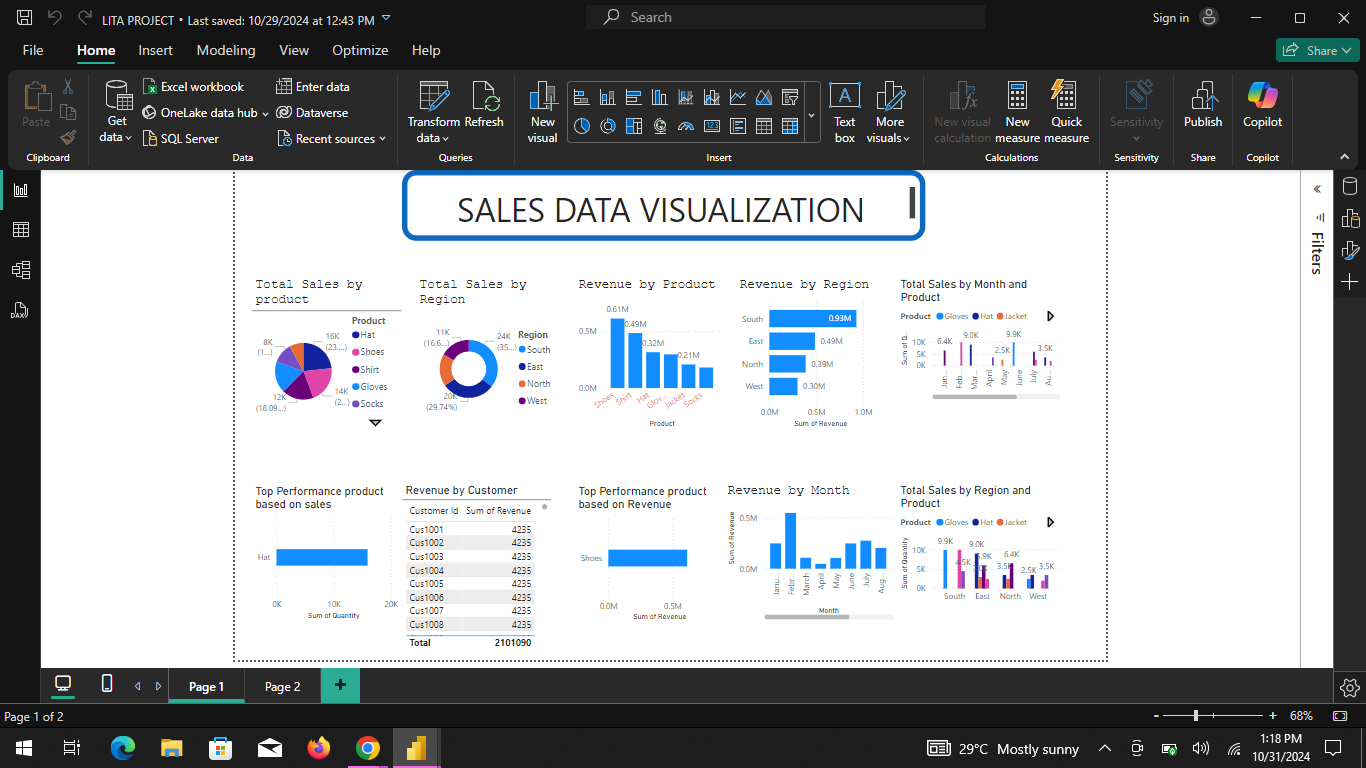 LITA PROJECT • Last saved: 10/29/2024 at 12:43 PM
Search
Sign in
File Home Insert Modeling View Optimize Help
Share
Paste
Clipboard
Get data
Excel workbook
OneLake data hub
SQL Server
Enter data
Dataverse
Recent sources
Data
Transform data
Refresh
Queries
New visual
Text box
More visuals
Insert
New visual calculation
New measure
Quick measure
Calculations
Sensitivity
Sensitivity
Publish
Share
Copilot
Copilot
SALES DATA VISUALIZATION
Filters
Total Sales by
product
16K
(23....)
14K
(2...)
12K
(18.09...)
8K
(1...)
Product
Hat
Shoes
Shirt
Gloves
Socks
Total Sales by
Region
11K
(16.6...)
24K
(35...)
20K
(29.74%)
Region
South
East
North
West
Revenue by Product
0.61M
0.49M
0.32M
0.21M
0.5M
0.0M
Shoes Shirt Hat Glov... Jacket Socks
Product
Revenue by Region
South 0.93M
East 0.49M
North 0.39M
West 0.30M
0.0M 0.5M 1.0M
Sum of Revenue
Total Sales by Month and
Product
Product Gloves Hat Jacket
Sum of Q...
10K
5K
0K
6.4K 9.0K 2.5K 9.9K 3.5K
Jan... Feb... Mar... April May June July Au...
Top Performance product
based on sales
Hat
0K 10K 20K
Sum of Quantity
Revenue by Customer
Customer Id Sum of Revenue
Cus1001 4235
Cus1002 4235
Cus1003 4235
Cus1004 4235
Cus1005 4235
Cus1006 4235
Cus1007 4235
Cus1008 4235
Total 2101090
Top Performance product
based on Revenue
Shoes
0.0M 0.5M
Sum of Revenue
Revenue by Month
Sum of Revenue
0.5M
0.0M
Janu... Febr... March April May June July Aug...
Month
Total Sales by Region and
Product
Product Gloves Hat Jacket
Sum of Quantity
10K
5K
0K
9.9K 9.0K 6.4K 3.5K 2.5K 3.5K
South East North West
Page 1 Page 2
Page 1 of 2
68%
29°C Mostly sunny
1:18 PM
10/31/2024